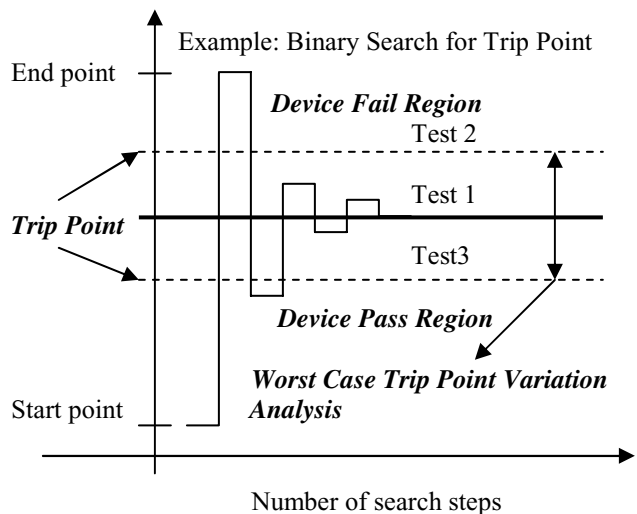 Example: Binary Search for Trip Point
End point
Device Fail Region
Test 2
Test 1
Trip Point
Test3
Device Pass Region
Worst Case Trip Point Variation
Analysis
Start point
Number of search steps